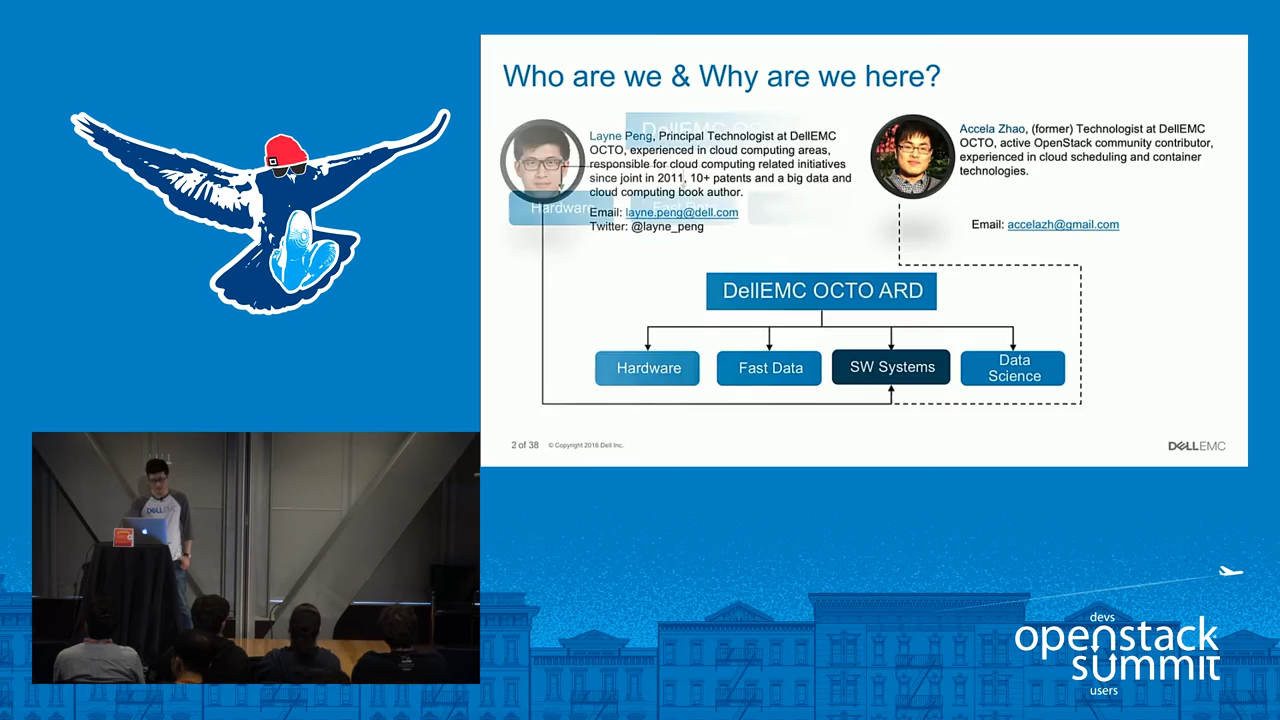 Who are we & Why are we here?
Layne Peng, Principal Technologist at DellEMC
OCTO, experienced in cloud computing areas,
responsible for cloud computing related initiatives
since joint in 2011, 10+ patents and a big data and
cloud computing book author.
Email: layne.peng@dell.com
Twitter: @layne_peng
Accela Zhao, (former) Technologist at DellEMC
OCTO, active OpenStack community contributor,
experienced in cloud scheduling and container
technologies.
Email: accelazh@gmail.com
Hardware
DellEMC OCTO ARD
Hardware
Fast Data
SW Systems
Data
Science
2 of 38 © Copyright 2016 Dell Inc.
DELLEMC
DELLEMC
devs
openstack
summit
users